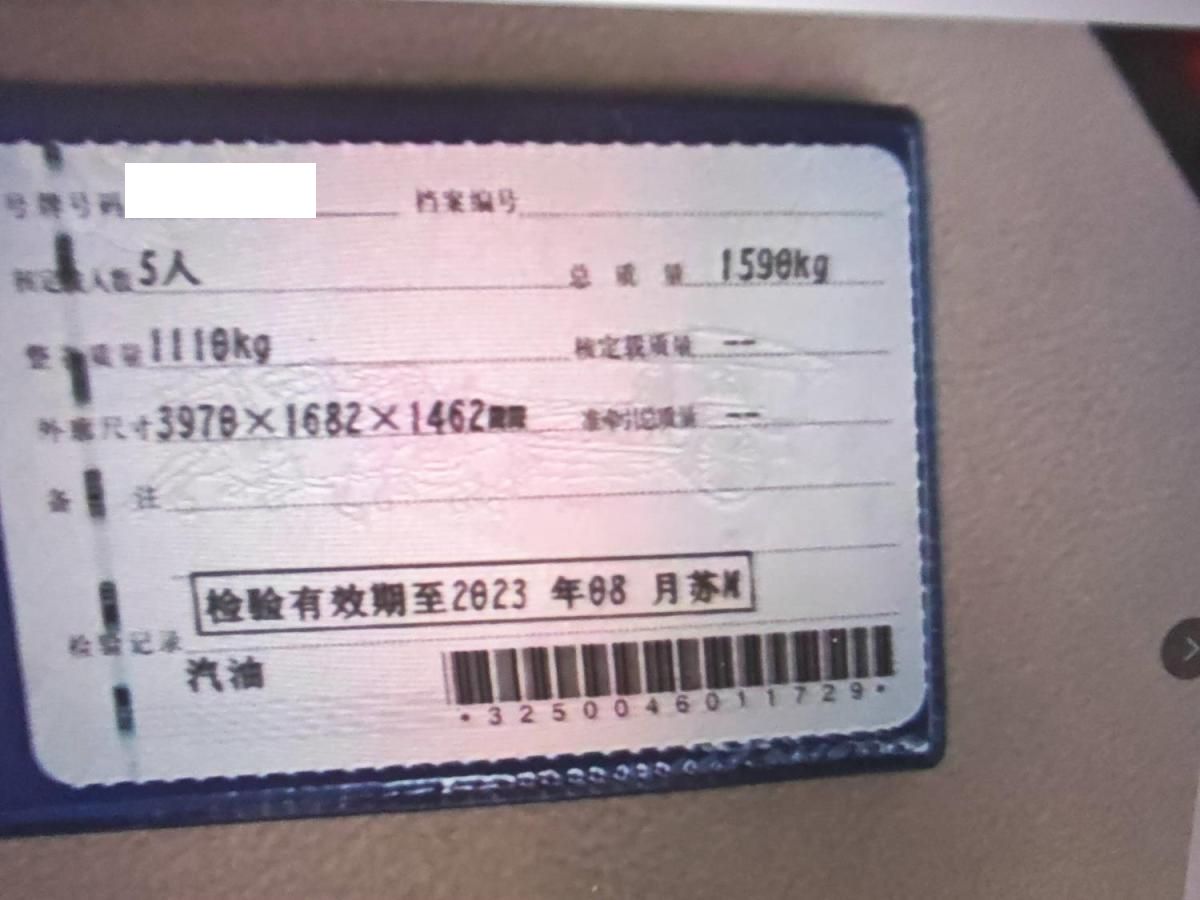 号牌号码 档案编号
核定载人数 5人 总质量 1590kg
整备质量 1110kg 核定载质量 --
外廓尺寸 3970×1682×1462mm 准牵引总质量 --
备注
检验有效期至2023 年08 月苏M
检验记录
汽油
*3250046011729*